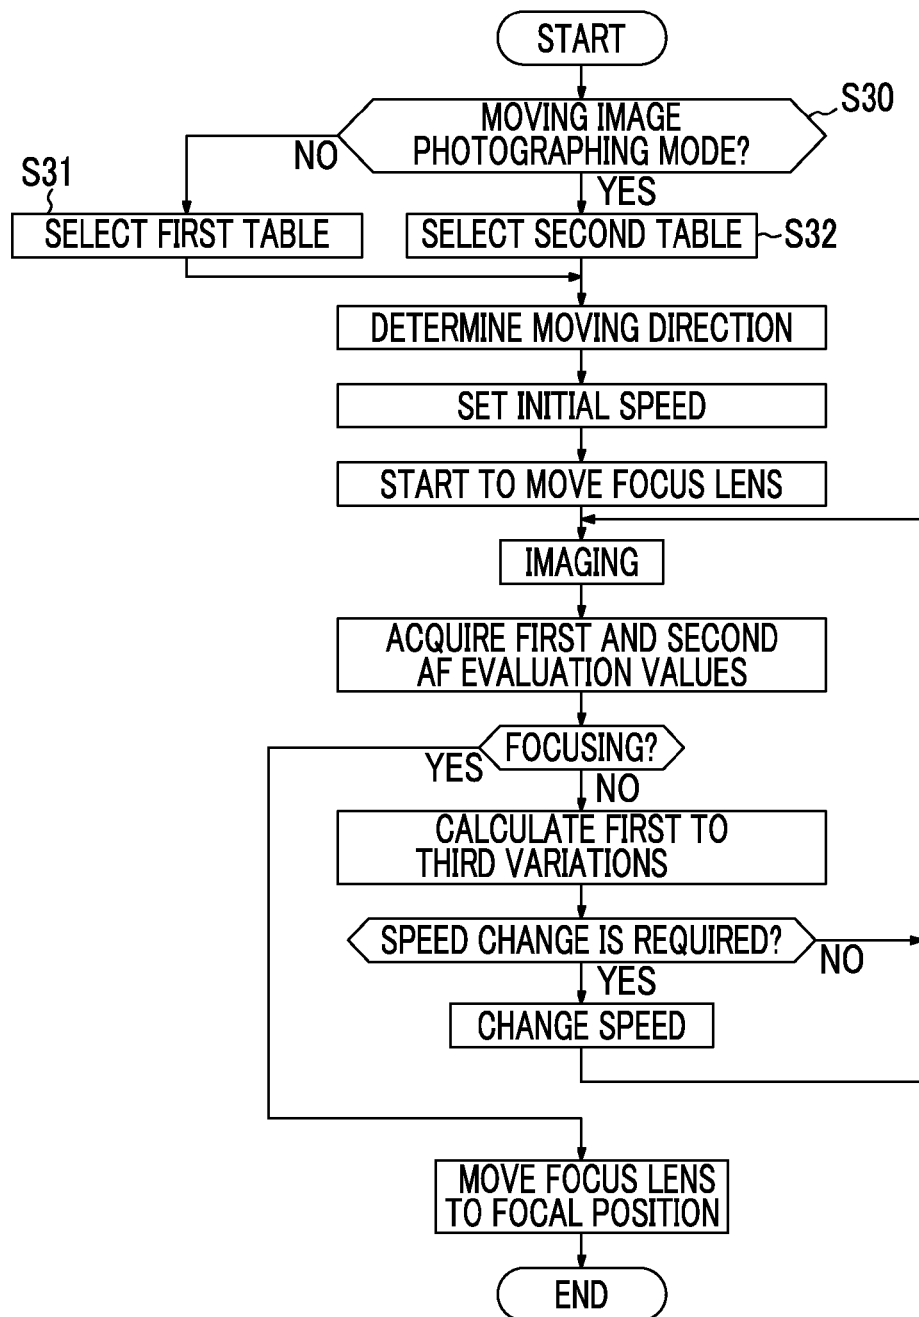 START
S30
MOVING IMAGE
PHOTOGRAPHING MODE?
NO
YES
S31
SELECT FIRST TABLE
SELECT SECOND TABLE
S32
DETERMINE MOVING DIRECTION
SET INITIAL SPEED
START TO MOVE FOCUS LENS
IMAGING
ACQUIRE FIRST AND SECOND
AF EVALUATION VALUES
FOCUSING?
YES
NO
CALCULATE FIRST TO
THIRD VARIATIONS
SPEED CHANGE IS REQUIRED?
NO
YES
CHANGE SPEED
MOVE FOCUS LENS
TO FOCAL POSITION
END